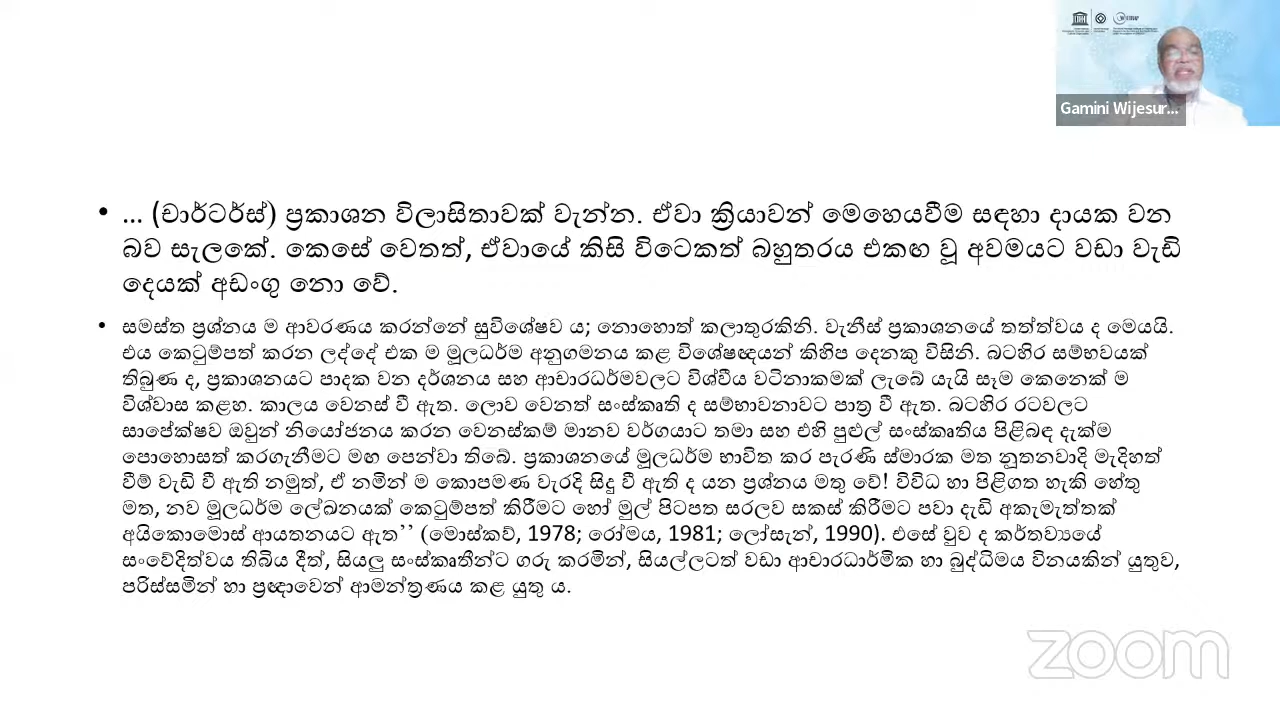 Gamini Wijesur...
• ... (චාර්ටර්ස්) ප්‍රකාශන විලාසිතාවක් වැන්න. ඒවා ක්‍රියාවන් මෙහෙයවීම සඳහා දායක වන
බව සැලකේ. කෙසේ වෙතත්, ඒවායේ කිසි විටෙකත් බහුතරය එකඟ වූ අවමයට වඩා වැඩි
දෙයක් අඩංගු නො වේ.
• සමස්ත ප්‍රශ්නය ම ආවරණය කරන්නේ සුවිශේෂව ය; නොහොත් කලාතුරකිනි. වැනීස් ප්‍රකාශනයේ තත්ත්වය ද මෙයයි.
එය කෙටුම්පත් කරන ලද්දේ එක ම මූලධර්ම අනුගමනය කළ විශේෂඥයන් කිහිප දෙනකු විසිනි. බටහිර සම්භවයක්
තිබුණ ද, ප්‍රකාශනයට පාදක වන දර්ශනය සහ ආචාරධර්මවලට විශ්වීය වටිනාකමක් ලැබේ යැයි සෑම කෙනෙක් ම
විශ්වාස කළහ. කාලය වෙනස් වී ඇත. ලොව වෙනත් සංස්කෘති ද සම්භාවනාවට පාත්‍ර වී ඇත. බටහිර රටවලට
සාපේක්ෂව ඔවුන් නියෝජනය කරන වෙනස්කම් මානව වර්ගයාට තමා සහ එහි පුළුල් සංස්කෘතිය පිළිබඳ දැක්ම
පොහොසත් කරගැනීමට මඟ පෙන්වා තිබේ. ප්‍රකාශනයේ මූලධර්ම භාවිත කර පැරණි ස්මාරක මත නූතනවාදි මැදිහත්
වීම් වැඩි වී ඇති නමුත්, ඒ නමින් ම කොපමණ වැරදි සිදු වී ඇති ද යන ප්‍රශ්නය මතු වේ! විවිධ හා පිළිගත හැකි හේතු
මත, නව මූලධර්ම ලේඛනයක් කෙටුම්පත් කිරීමට හෝ මුල් පිටපත සරලව සකස් කිරීමට පවා දැඩි අකැමැත්තක්
අයිකොමොස් ආයතනයට ඇත’’ (මොස්කව්, 1978; රෝමය, 1981; ලෝසැන්, 1990). එසේ වුව ද කර්තව්‍යයේ
සංවේදිත්වය තිබිය දීත්, සියලු සංස්කෘතීන්ට ගරු කරමින්, සියල්ලටත් වඩා ආචාරධාර්මික හා බුද්ධිමය විනයකින් යුතුව,
පරිස්සමින් හා ප්‍රඥාවෙන් ආමන්ත්‍රණය කළ යුතු ය.
zoom